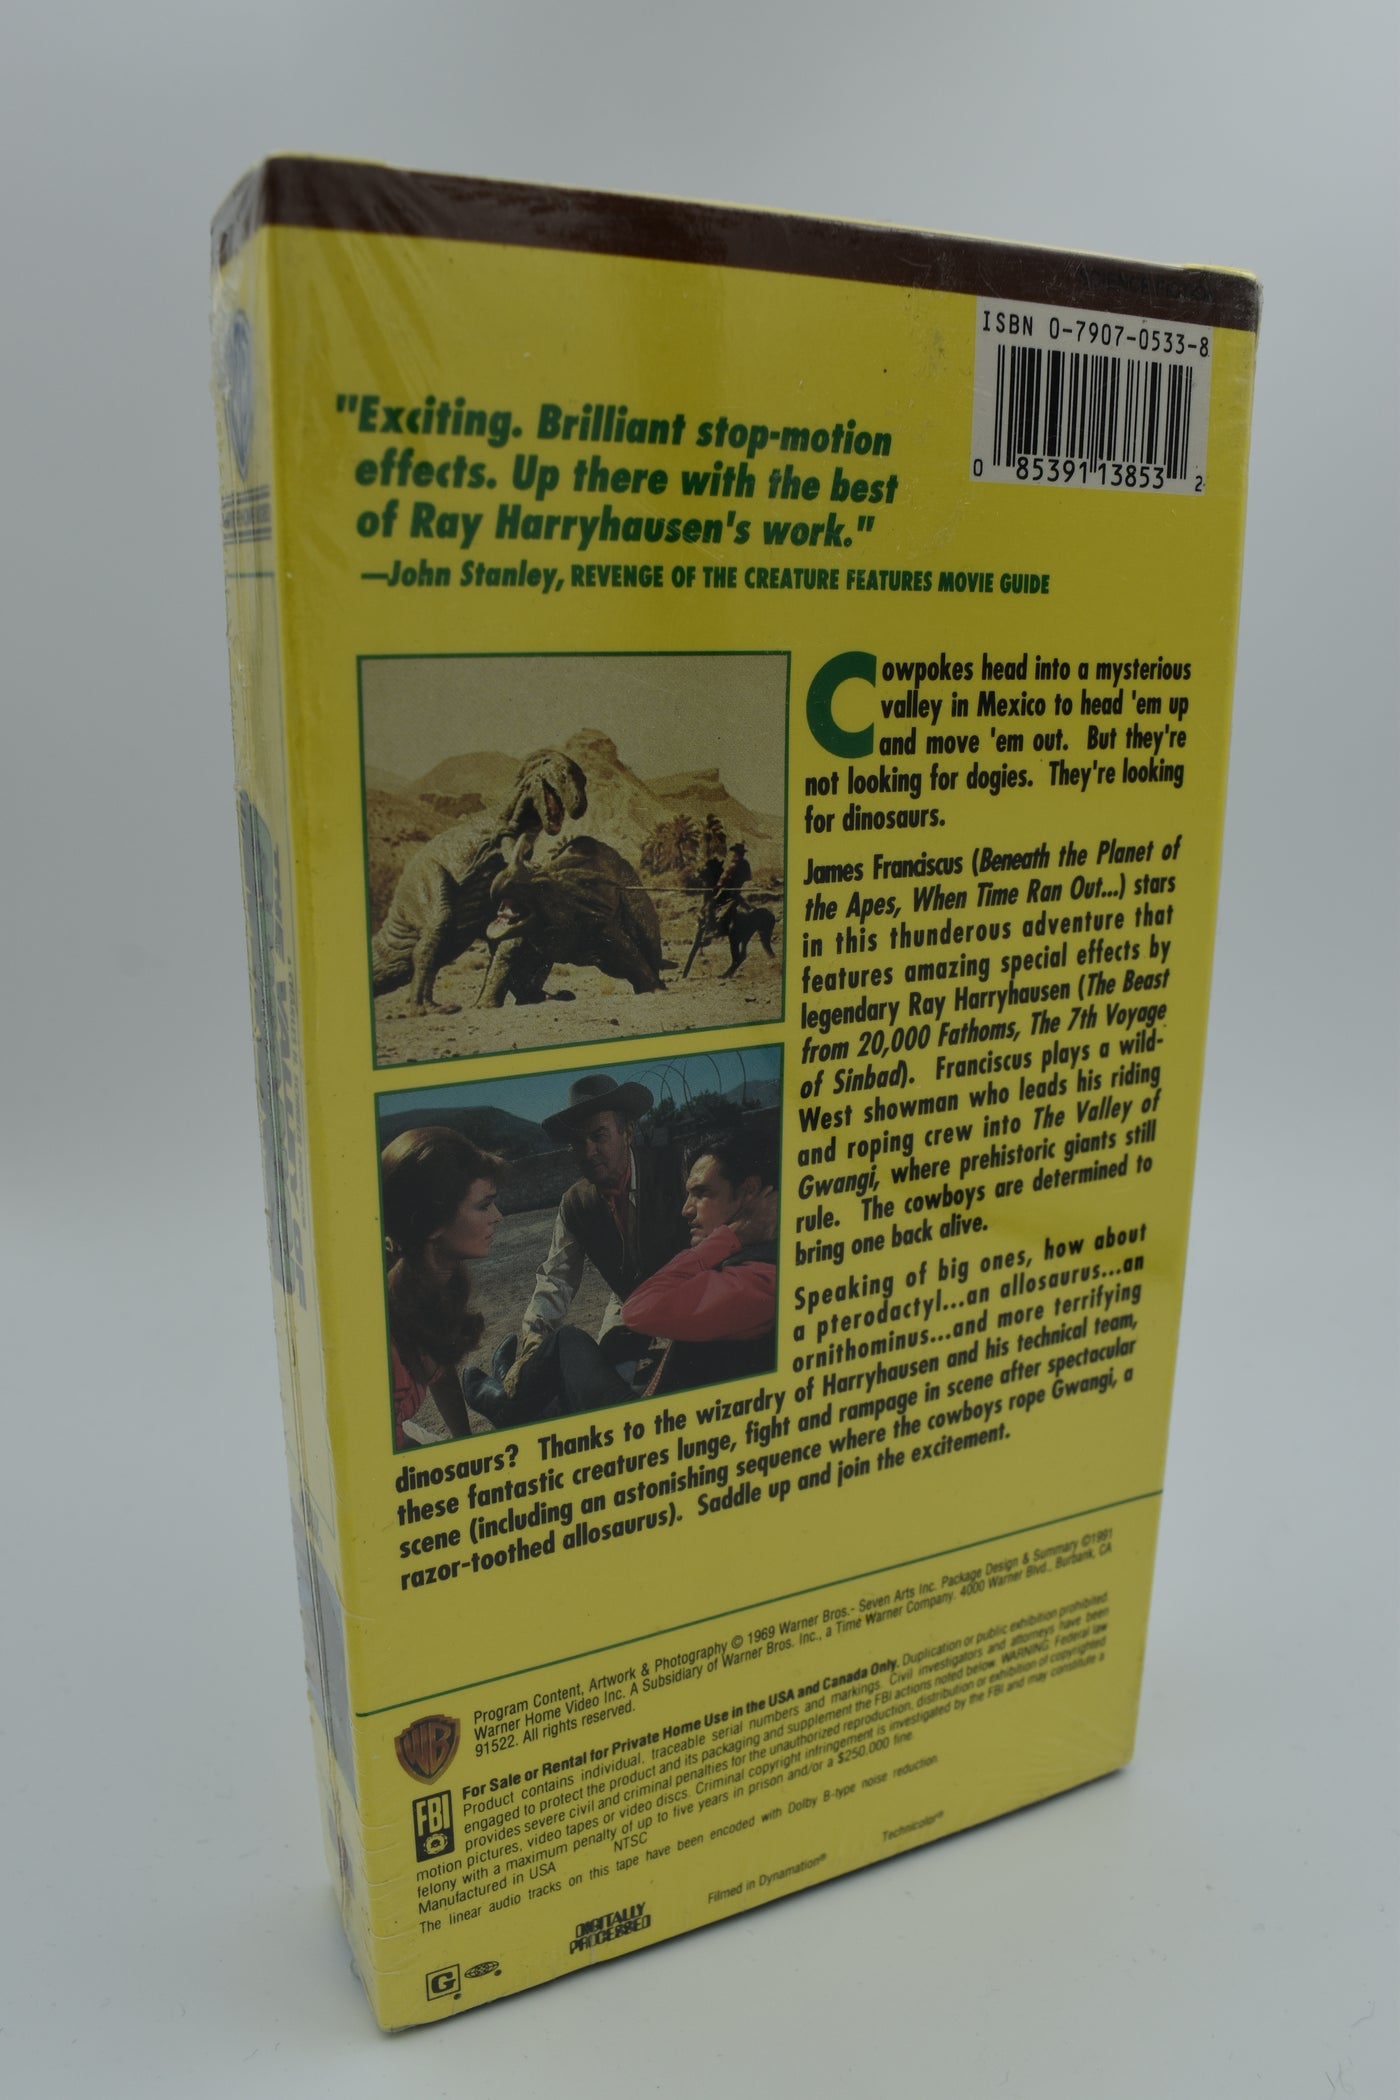 SCIENCE FICTION
ISBN 0-7907-0533-8
0 85391 13853 2
"Exciting. Brilliant stop-motion
effects. Up there with the best
of Ray Harryhausen's work."
—John Stanley, REVENGE OF THE CREATURE FEATURES MOVIE GUIDE
Cowpokes head into a mysterious
valley in Mexico to head 'em up
and move 'em out. But they're
not looking for dogies. They're looking
for dinosaurs.
James Franciscus (Beneath the Planet of
the Apes, When Time Ran Out...) stars
in this thunderous adventure that
features amazing special effects by
legendary Ray Harryhausen (The Beast
from 20,000 Fathoms, The 7th Voyage
of Sinbad). Franciscus plays a wild-
West showman who leads his riding
and roping crew into The Valley of
Gwangi, where prehistoric giants still
rule. The cowboys are determined to
bring one back alive.
Speaking of big ones, how about
a pterodactyl...an allosaurus...an
ornithominus...and more terrifying
dinosaurs? Thanks to the wizardry of Harryhausen and his technical team,
these fantastic creatures lunge, fight and rampage in scene after spectacular
scene (including an astonishing sequence where the cowboys rope Gwangi, a
razor-toothed allosaurus). Saddle up and join the excitement.
Program Content, Artwork & Photography © 1969 Warner Bros.- Seven Arts Inc. Package Design & Summary ©1991
Warner Home Video Inc. A Subsidiary of Warner Bros. Inc., a Time Warner Company. 4000 Warner Blvd., Burbank, CA
91522. All rights reserved.
WB
For Sale or Rental for Private Home Use in the USA and Canada Only. Duplication or public exhibition prohibited.
Product contains individual, traceable serial numbers and markings. Civil investigators and attorneys have been
engaged to protect the product and its packaging and supplement the FBI actions noted below. WARNING: Federal law
provides severe civil and criminal penalties for the unauthorized reproduction, distribution or exhibition of copyrighted
motion pictures, video tapes or video discs. Criminal copyright infringement is investigated by the FBI and may constitute a
felony with a maximum penalty of up to five years in prison and/or a $250,000 fine.
FBI
Manufactured in USA NTSC
The linear audio tracks on this tape have been encoded with Dolby B-type noise reduction
DIGITALLY
PROCESSED
Filmed in Dynamation®
Technicolor®
G